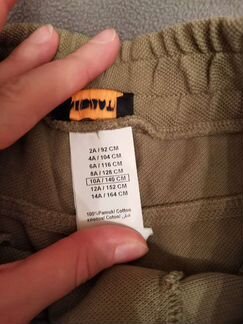 2A / 92 CM
4A / 104 CM
6A / 116 CM
8A / 128 CM
10A / 140 CM
12A / 152 CM
14A / 164 CM
100% Pamuk/ Cotton